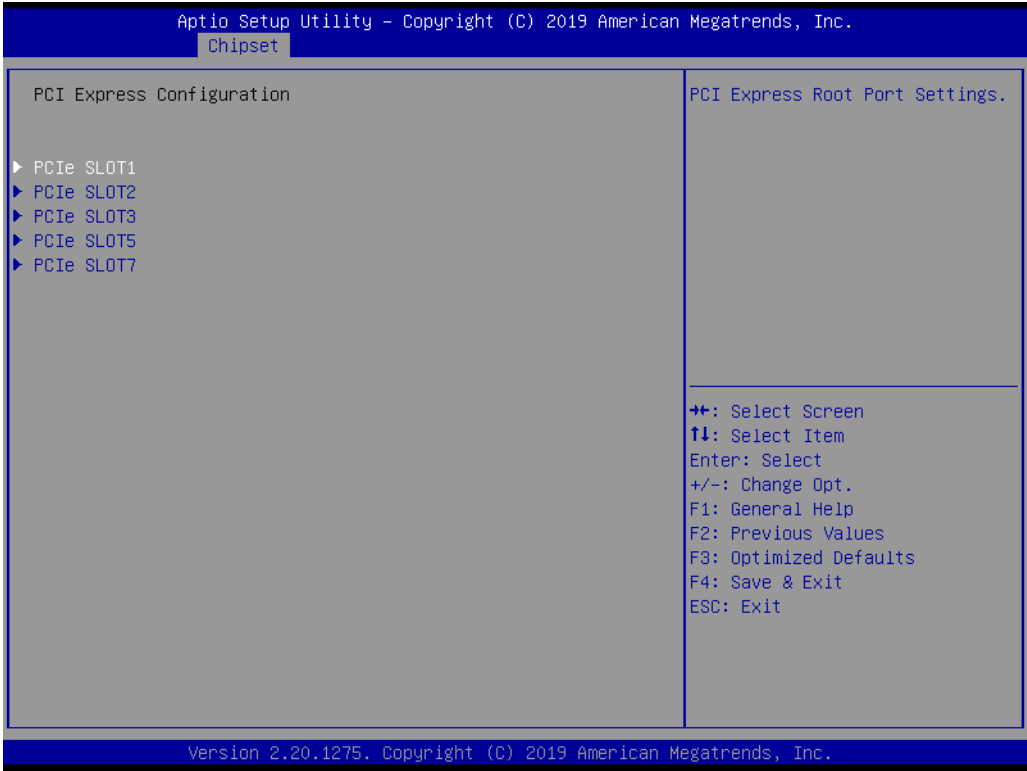 Aptio Setup Utility – Copyright (C) 2019 American Megatrends, Inc.
Chipset
PCI Express Configuration
PCIe SLOT1
PCIe SLOT2
PCIe SLOT3
PCIe SLOT5
PCIe SLOT7
PCI Express Root Port Settings.
→←: Select Screen
↑↓: Select Item
Enter: Select
+/-: Change Opt.
F1: General Help
F2: Previous Values
F3: Optimized Defaults
F4: Save & Exit
ESC: Exit
Version 2.20.1275. Copyright (C) 2019 American Megatrends, Inc.